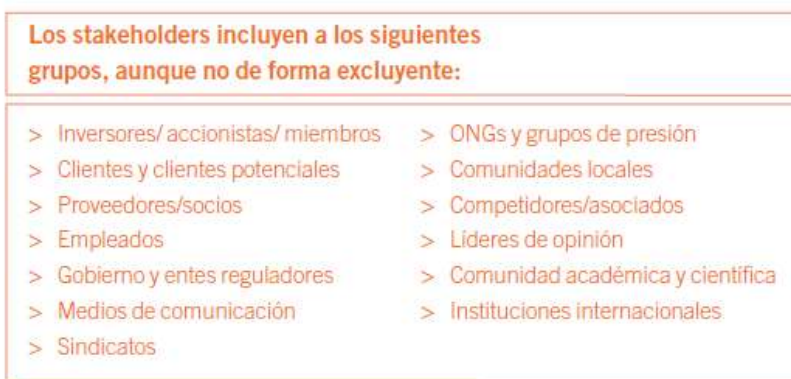 Los stakeholders incluyen a los siguientes
grupos, aunque no de forma excluyente:
> Inversores/ accionistas/ miembros
> Clientes y clientes potenciales
> Proveedores/socios
> Empleados
> Gobierno y entes reguladores
> Medios de comunicación
> Sindicatos
> ONGs y grupos de presión
> Comunidades locales
> Competidores/asociados
> Líderes de opinión
> Comunidad académica y científica
> Instituciones internacionales